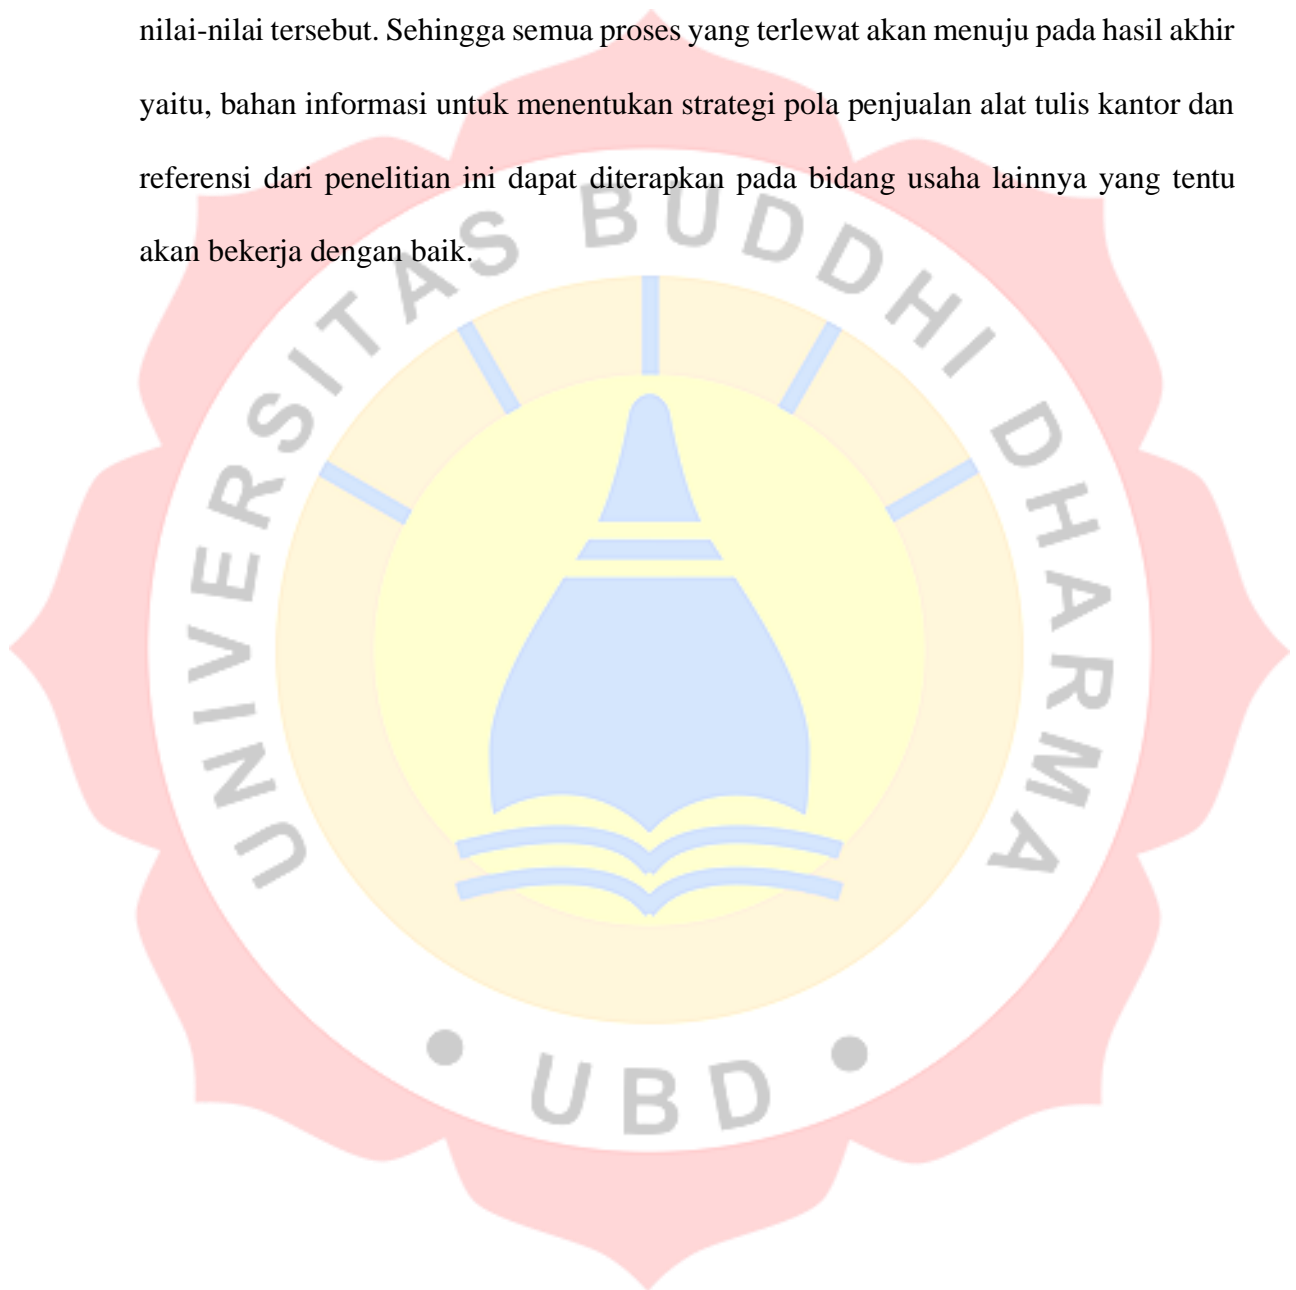 nilai-nilai tersebut. Sehingga semua proses yang terlewat akan menuju pada hasil akhir
yaitu, bahan informasi untuk menentukan strategi pola penjualan alat tulis kantor dan
referensi dari penelitian ini dapat diterapkan pada bidang usaha lainnya yang tentu
akan bekerja dengan baik.
UNIVERSITAS BUDDHI DHARMA
• UBD •